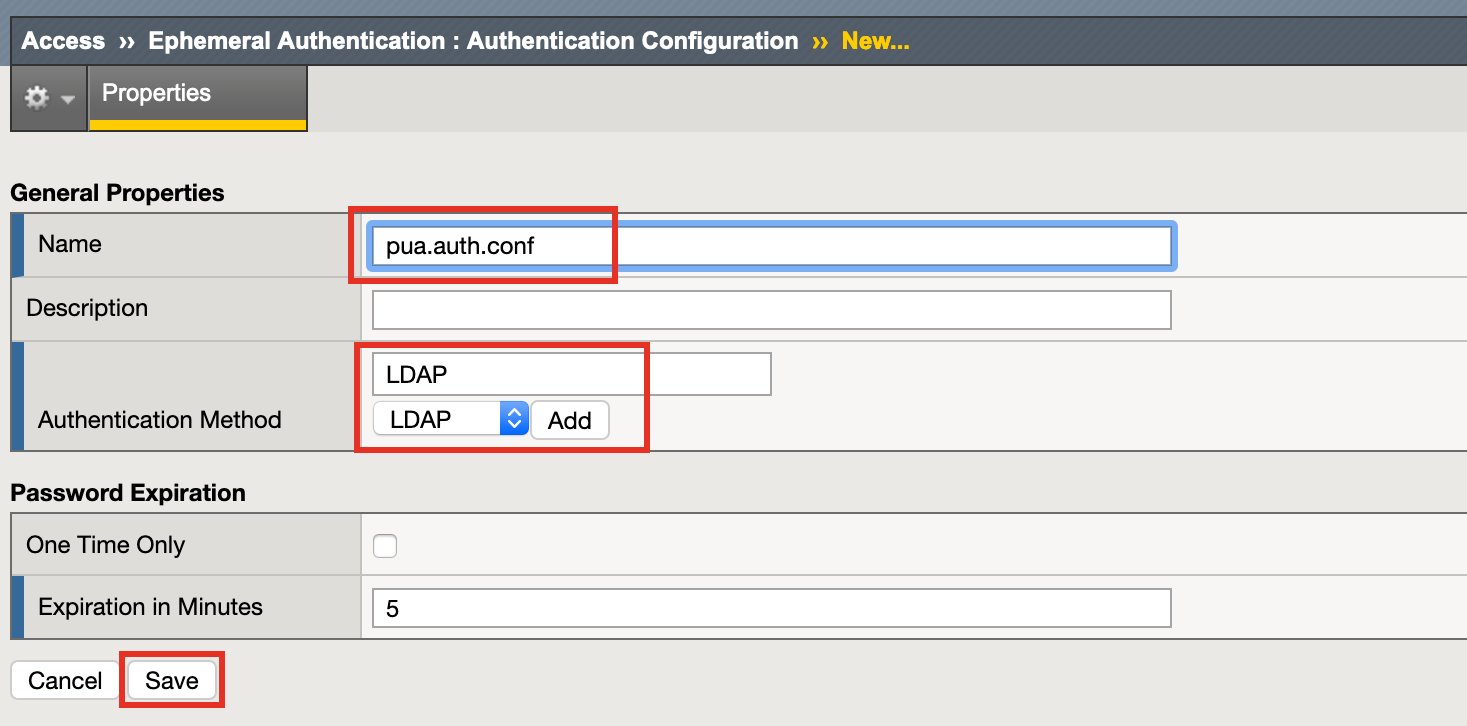 Access ›› Ephemeral Authentication : Authentication Configuration ›› New...
Properties
General Properties
Name pua.auth.conf
Description
LDAP
Authentication Method LDAP Add
Password Expiration
One Time Only
Expiration in Minutes 5
Cancel Save